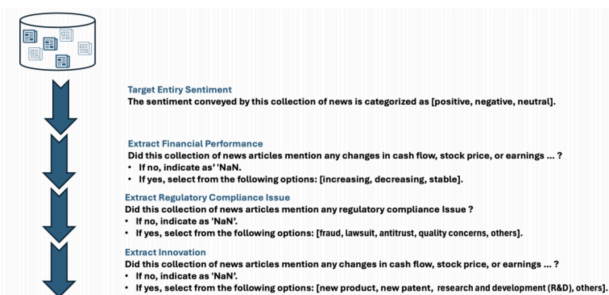 Target Entiry Sentiment
The sentiment conveyed by this collection of news is categorized as [positive, negative, neutral].
Extract Financial Performance
Did this collection of news articles mention any changes in cash flow, stock price, or earnings ... ?
• If no, indicate as' 'NaN.
• If yes, select from the following options: [increasing, decreasing, stable].
Extract Regulatory Compliance Issue
Did this collection of news articles mention any regulatory compliance Issue ?
• If no, indicate as 'NaN'.
• If yes, select from the following options: [fraud, lawsuit, antitrust, quality concerns, others].
Extract Innovation
Did this collection of news articles mention any changes in cash flow, stock price, or earnings ... ?
• If no, indicate as 'NaN'.
• If yes, select from the following options: [new product, new patent, research and development (R&D), others].